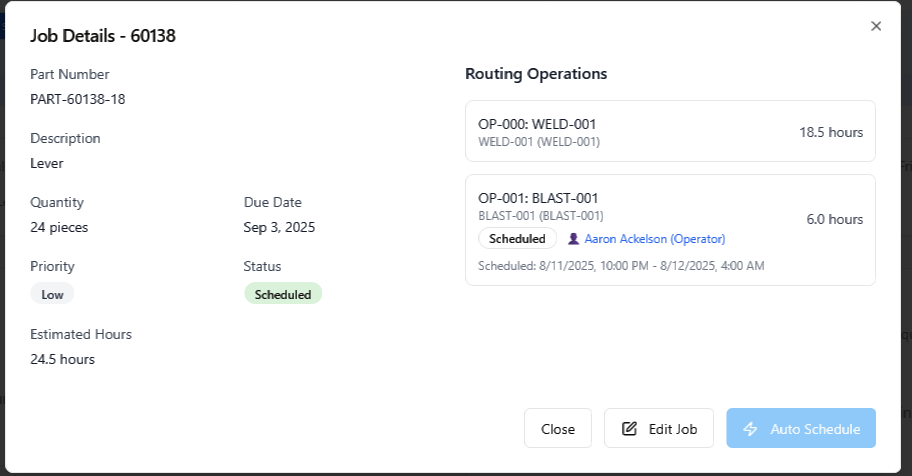 Job Details - 60138
Part Number
PART-60138-18
Description
Lever
Quantity
24 pieces
Due Date
Sep 3, 2025
Priority
Low
Status
Scheduled
Estimated Hours
24.5 hours
Routing Operations
OP-000: WELD-001
WELD-001 (WELD-001)
18.5 hours
OP-001: BLAST-001
BLAST-001 (BLAST-001)
Scheduled
Aaron Ackelson (Operator)
Scheduled: 8/11/2025, 10:00 PM - 8/12/2025, 4:00 AM
6.0 hours
Close
Edit Job
Auto Schedule